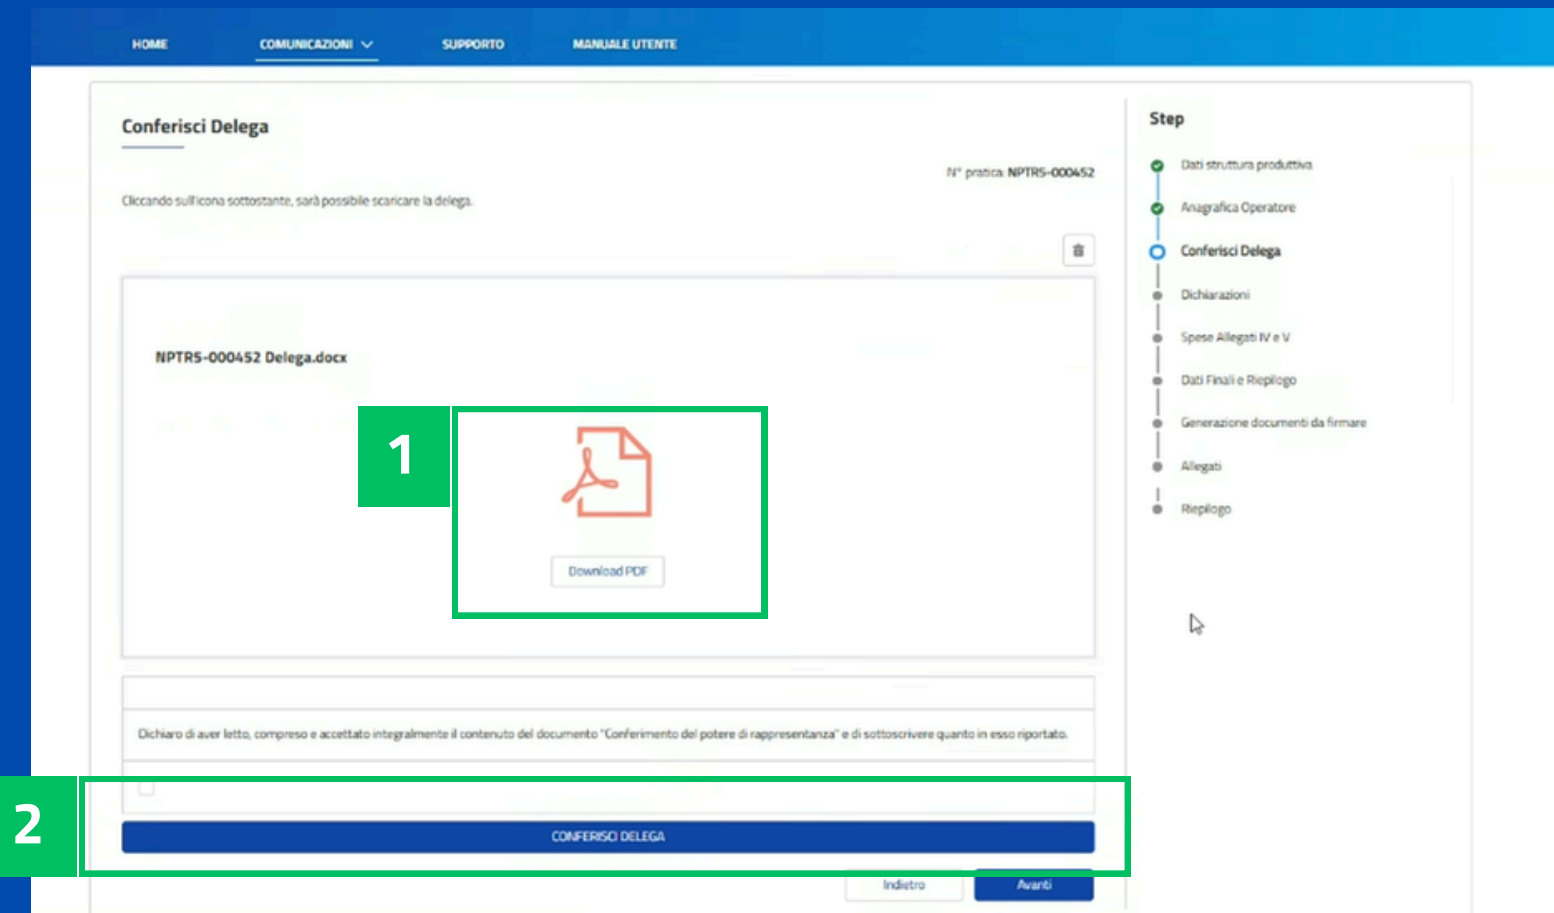 HOME
COMUNICAZIONI
SUPPORTO
MANUALE UTENTE
Conferisci Delega
N° pratica: NPTR5-000452
Cliccando sull'icona sottostante, sarà possibile scaricare la delega.
NPTR5-000452 Delega.docx
1
Download PDF
Dichiaro di aver letto, compreso e accettato integralmente il contenuto del documento "Conferimento del potere di rappresentanza" e di sottoscrivere quanto in esso riportato.
2
CONFERISCI DELEGA
Indietro
Avanti
Step
Dati struttura produttiva
Anagrafica Operatore
Conferisci Delega
Dichiarazioni
Spese Allegati IV e V
Dati Finali e Riepilogo
Generazione documenti da firmare
Allegati
Riepilogo